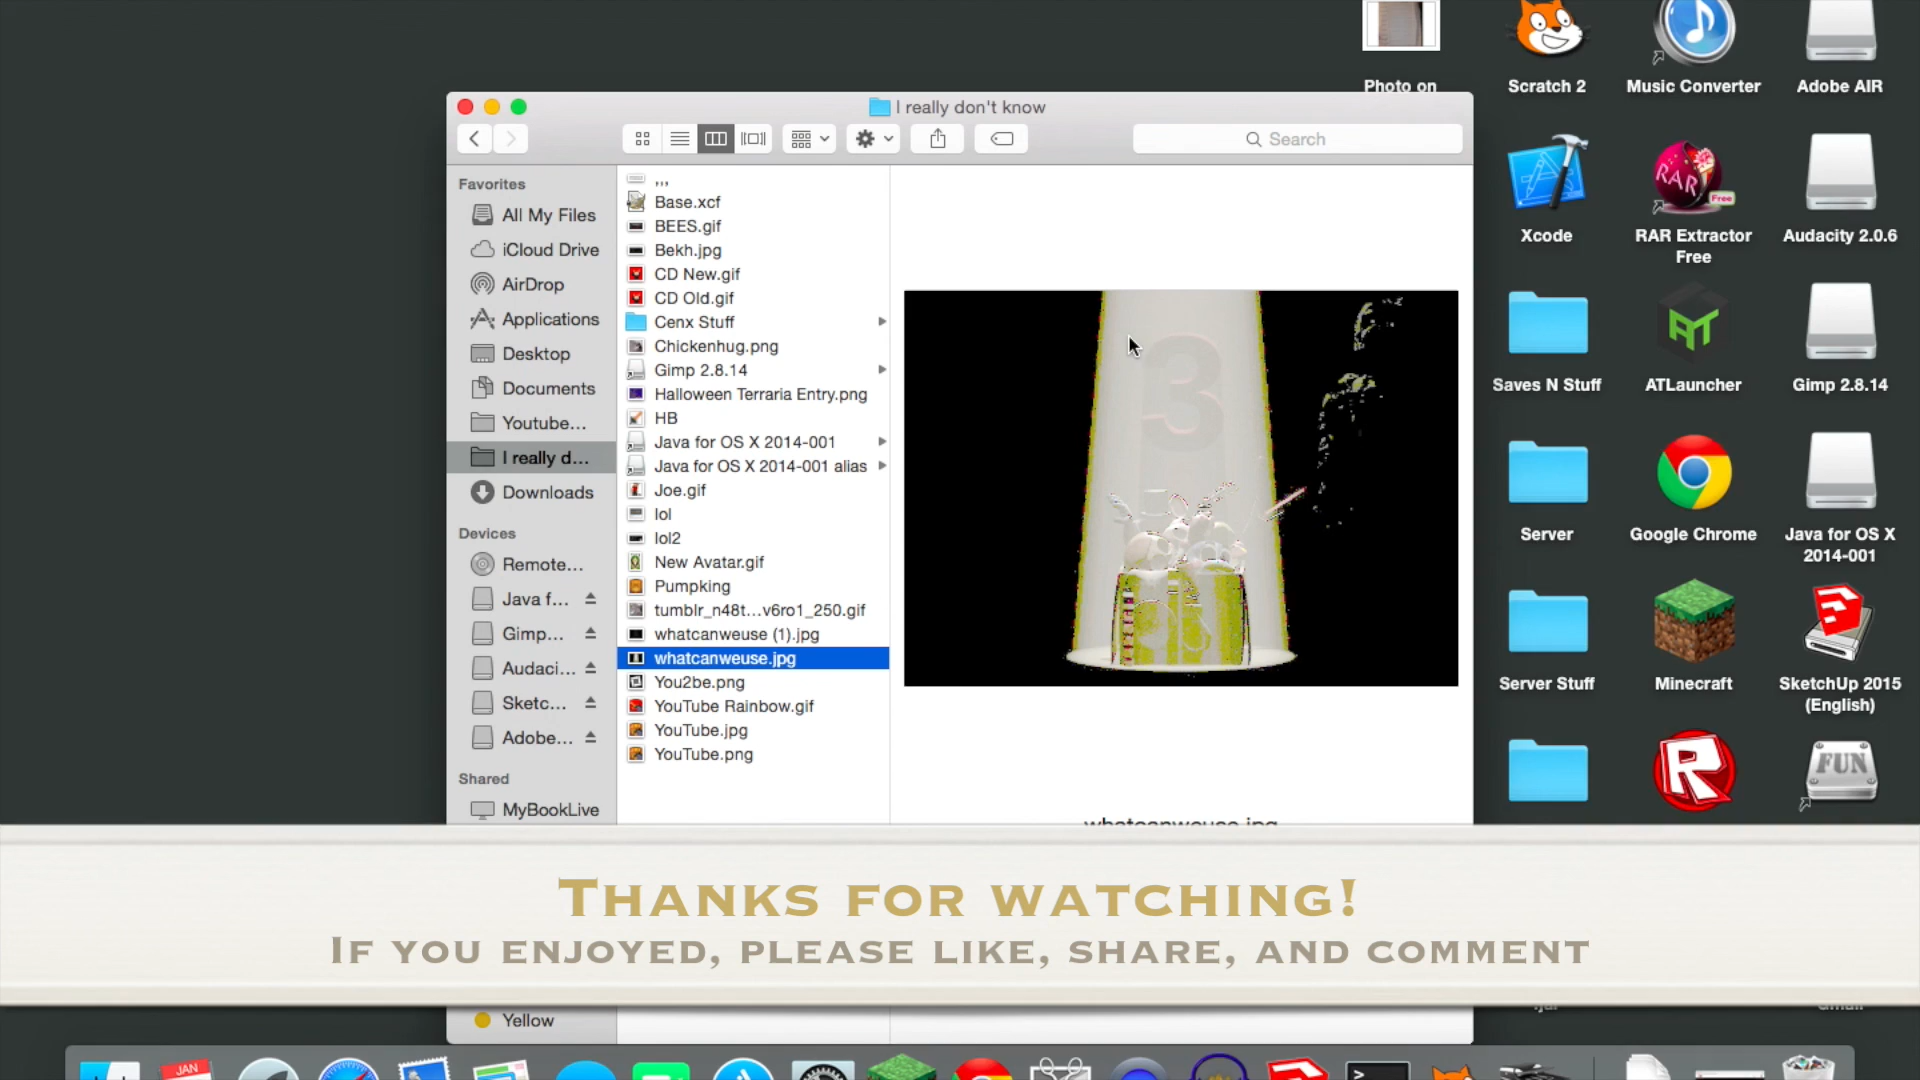 Photo on
Scratch 2
Music Converter
Adobe AIR
I really don't know
Search
Favorites
All My Files
iCloud Drive
AirDrop
Applications
Desktop
Documents
Youtube...
I really d...
Downloads
Devices
Remote...
Java f...
Gimp...
Audaci...
Sketc...
Adobe...
Shared
MyBookLive
Yellow
,,,
Base.xcf
BEES.gif
Bekh.jpg
CD New.gif
CD Old.gif
Cenx Stuff
Chickenhug.png
Gimp 2.8.14
Halloween Terraria Entry.png
HB
Java for OS X 2014-001
Java for OS X 2014-001 alias
Joe.gif
lol
lol2
New Avatar.gif
Pumpking
tumblr_n48t...v6ro1_250.gif
whatcanweuse (1).jpg
whatcanweuse.jpg
You2be.png
YouTube Rainbow.gif
YouTube.jpg
YouTube.png
3
whatcanweuse.jpg
Xcode
RAR
Free
RAR Extractor
Free
Audacity 2.0.6
Saves N Stuff
ATLauncher
Gimp 2.8.14
Server
Google Chrome
Java for OS X
2014-001
Server Stuff
Minecraft
SketchUp 2015
(English)
FUN
THANKS FOR WATCHING!
IF YOU ENJOYED, PLEASE LIKE, SHARE, AND COMMENT
JAN